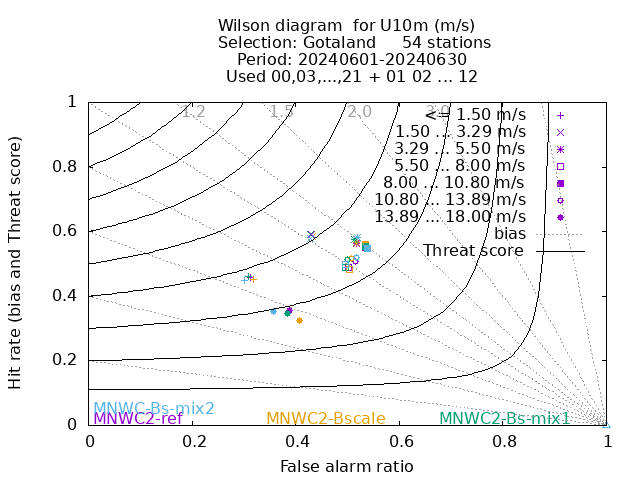 Wilson diagram  for U10m (m/s)
Selection: Gotaland     54 stations
Period: 20240601-20240630
Used 00,03,...,21 + 01 02 ... 12
1.2 1.5 2.0 3.0
<= 1.50 m/s
1.50 ... 3.29 m/s
3.29 ... 5.50 m/s
5.50 ... 8.00 m/s
8.00 ... 10.80 m/s
10.80 ... 13.89 m/s
13.89 ... 18.00 m/s
bias
Threat score
1
0.8
0.6
0.4
0.2
0
Hit rate (bias and Threat score)
MNWC-Bs-mix2
MNWC2-ref MNWC2-Bscale MNWC2-Bs-mix1
0 0.2 0.4 0.6 0.8 1
False alarm ratio